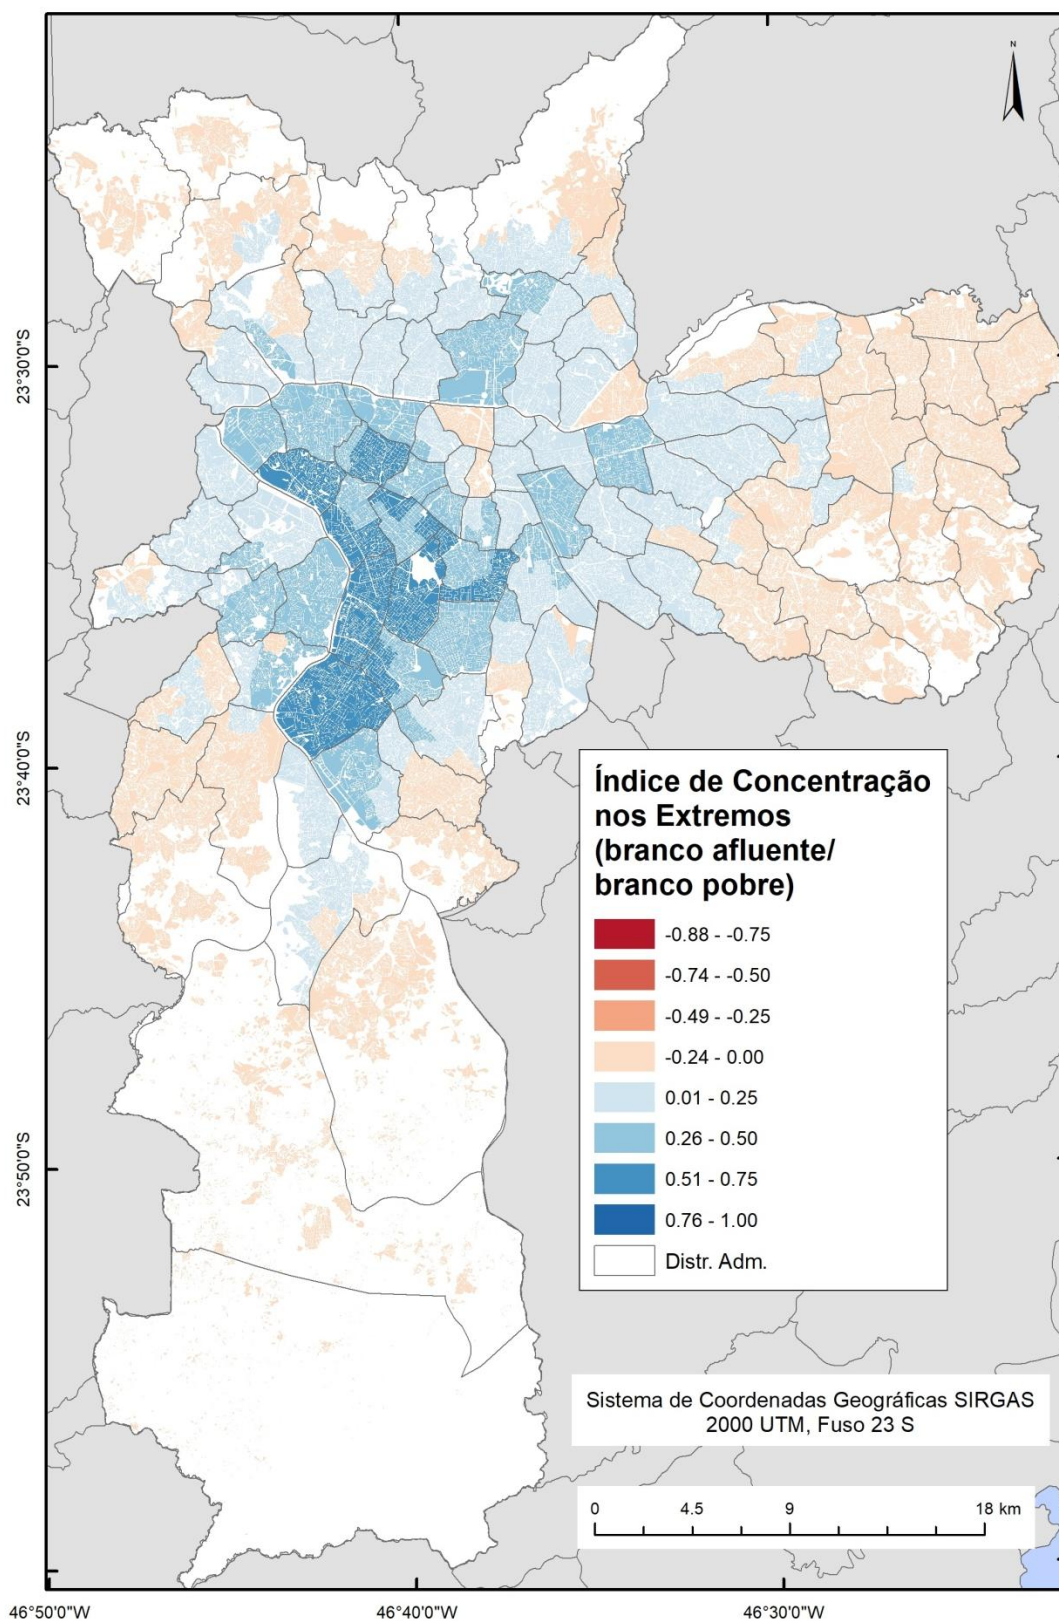 N
23°30'0"S
23°40'0"S
23°50'0"S
Índice de Concentração
nos Extremos
(branco afluente/
branco pobre)
-0.88 - -0.75
-0.74 - -0.50
-0.49 - -0.25
-0.24 - 0.00
0.01 - 0.25
0.26 - 0.50
0.51 - 0.75
0.76 - 1.00
Distr. Adm.
Sistema de Coordenadas Geográficas SIRGAS
2000 UTM, Fuso 23 S
0 4.5 9 18 km
46°50'0"W 46°40'0"W 46°30'0"W